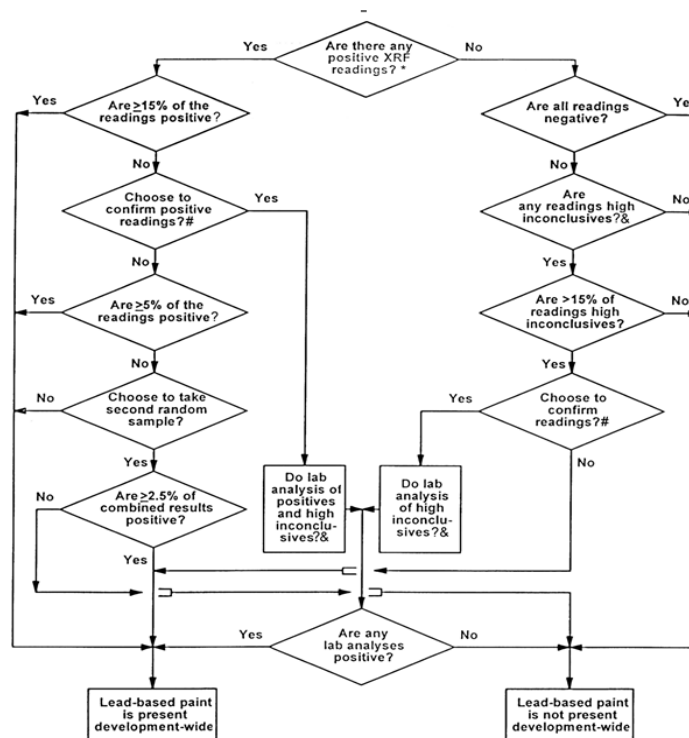 Yes
Are there any
positive XRF
readings? *
No
Yes
Are ≥15% of the
readings positive?
Are all readings
negative?
Ye
No
No
Choose to
confirm positive
readings?#
Yes
Are
any readings high
inconclusives?&
No
No
Yes
Yes
Are ≥5% of the
readings positive?
Are >15% of
readings high
inconclusives?
No
No
Yes
No
Choose to take
second random
sample?
Yes
Choose to
confirm
readings?#
Yes
No
No
Are ≥2.5% of
combined results
positive?
Do lab
analysis of
positives
and high
inconclu-
sives?&
Do lab
analysis
of high
inconclu-
sives?&
Yes
Yes
Are any
lab analyses
positive?
No
Lead-based paint
is present
development-wide
Lead-based paint
is not present
development-wide